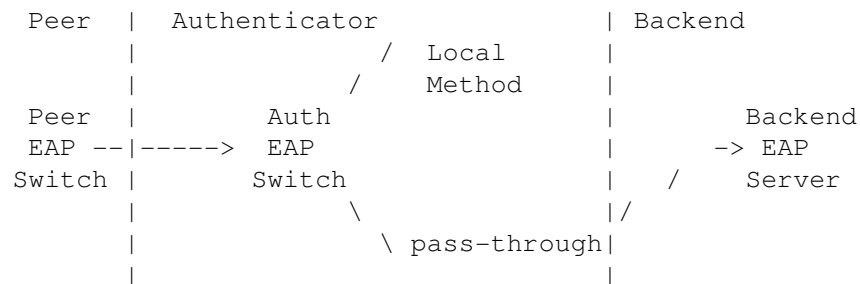 Peer | Authenticator | Backend
| / Local |
| / Method |
Peer | Auth | Backend
EAP --|-----> EAP | -> EAP
Switch | Switch | / Server
| \ |/
| \ pass-through|
| |